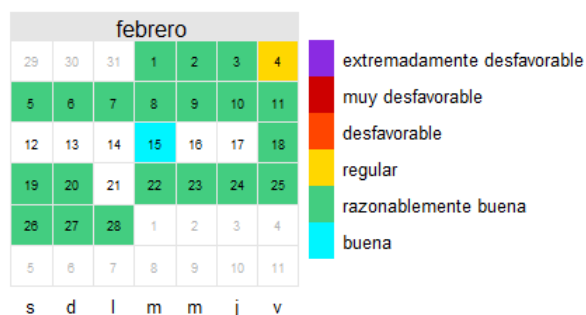 febrero
29 30 31 1 2 3 4
5 6 7 8 9 10 11
12 13 14 15 16 17 18
19 20 21 22 23 24 25
26 27 28 1 2 3 4
5 6 7 8 9 10 11
s d l m m j v
extremadamente desfavorable
muy desfavorable
desfavorable
regular
razonablemente buena
buena